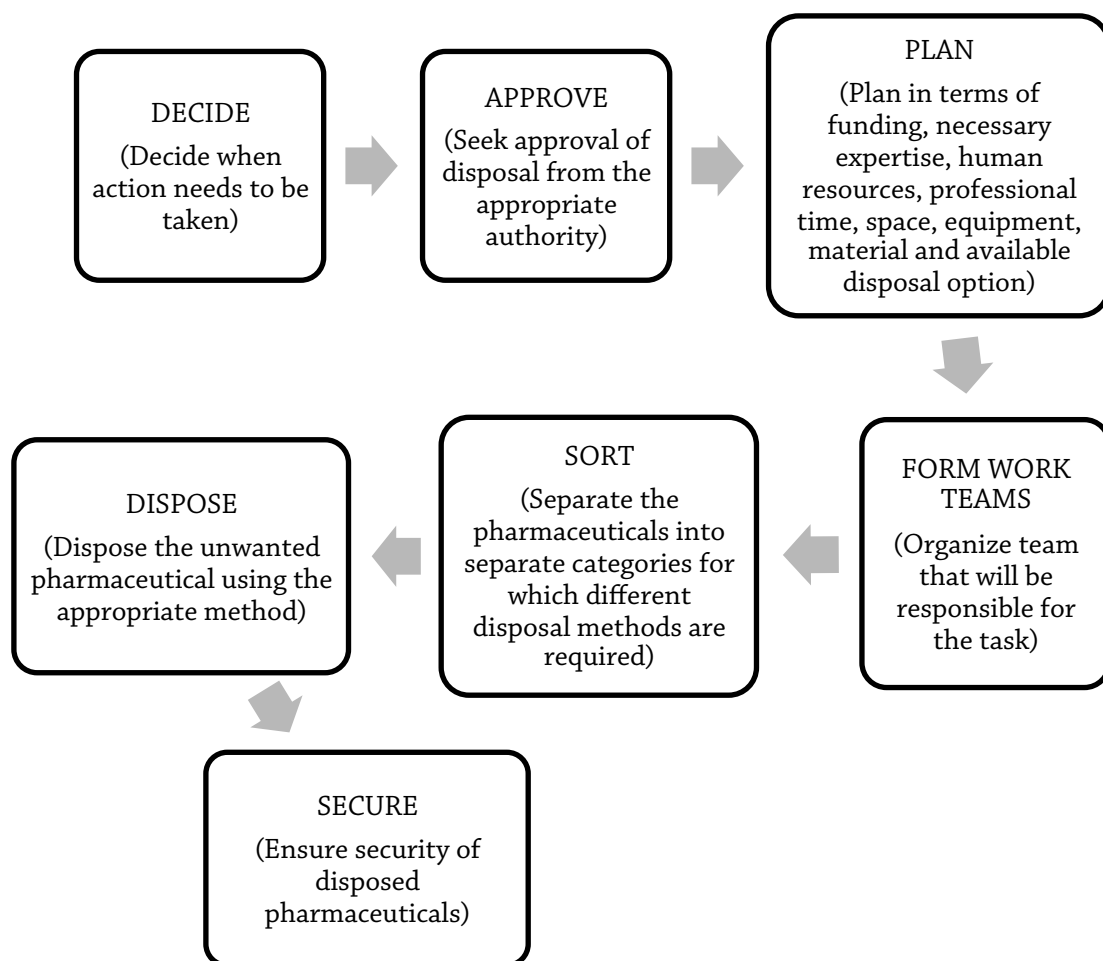 DECIDE
(Decide when
action needs to be
taken)
APPROVE
(Seek approval of
disposal from the
appropriate
authority)
PLAN
(Plan in terms of
funding, necessary
expertise, human
resources, professional
time, space, equipment,
material and available
disposal option)
FORM WORK
TEAMS
(Organize team
that will be
responsible for
the task)
SORT
(Separate the
pharmaceuticals into
separate categories for
which different
disposal methods are
required)
DISPOSE
(Dispose the unwanted
pharmaceutical using the
appropriate method)
SECURE
(Ensure security of
disposed
pharmaceuticals)